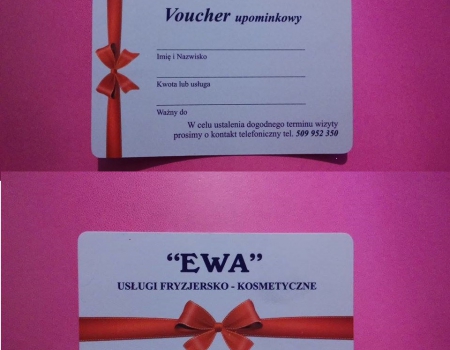 Voucher upominkowy
Imię i Nazwisko
Kwota lub usługa
Ważny do
W celu ustalenia dogodnego terminu wizyty
prosimy o kontakt telefoniczny tel. 509 952 350
“EWA”
USŁUGI FRYZJERSKO - KOSMETYCZNE